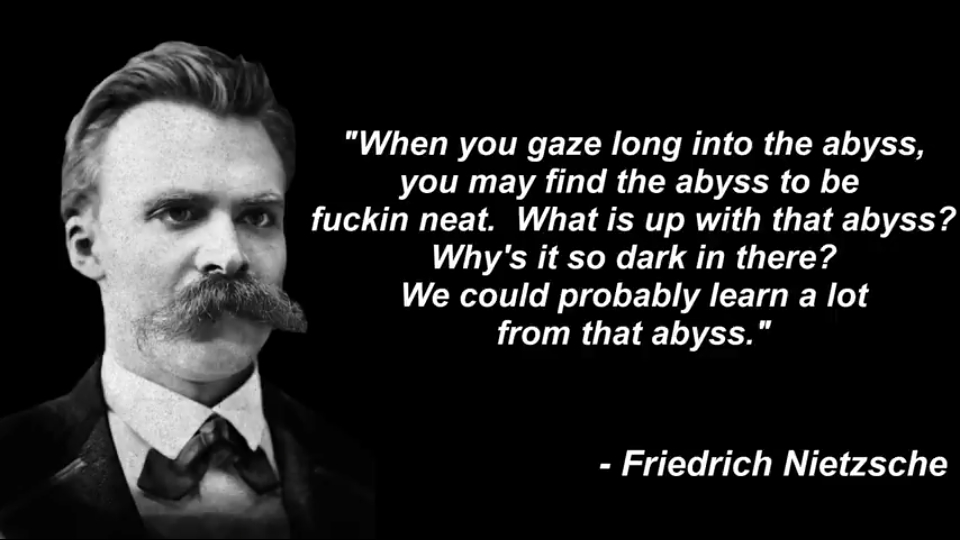 "When you gaze long into the abyss,
you may find the abyss to be
fuckin neat.  What is up with that abyss?
Why's it so dark in there?
We could probably learn a lot
from that abyss."
- Friedrich Nietzsche